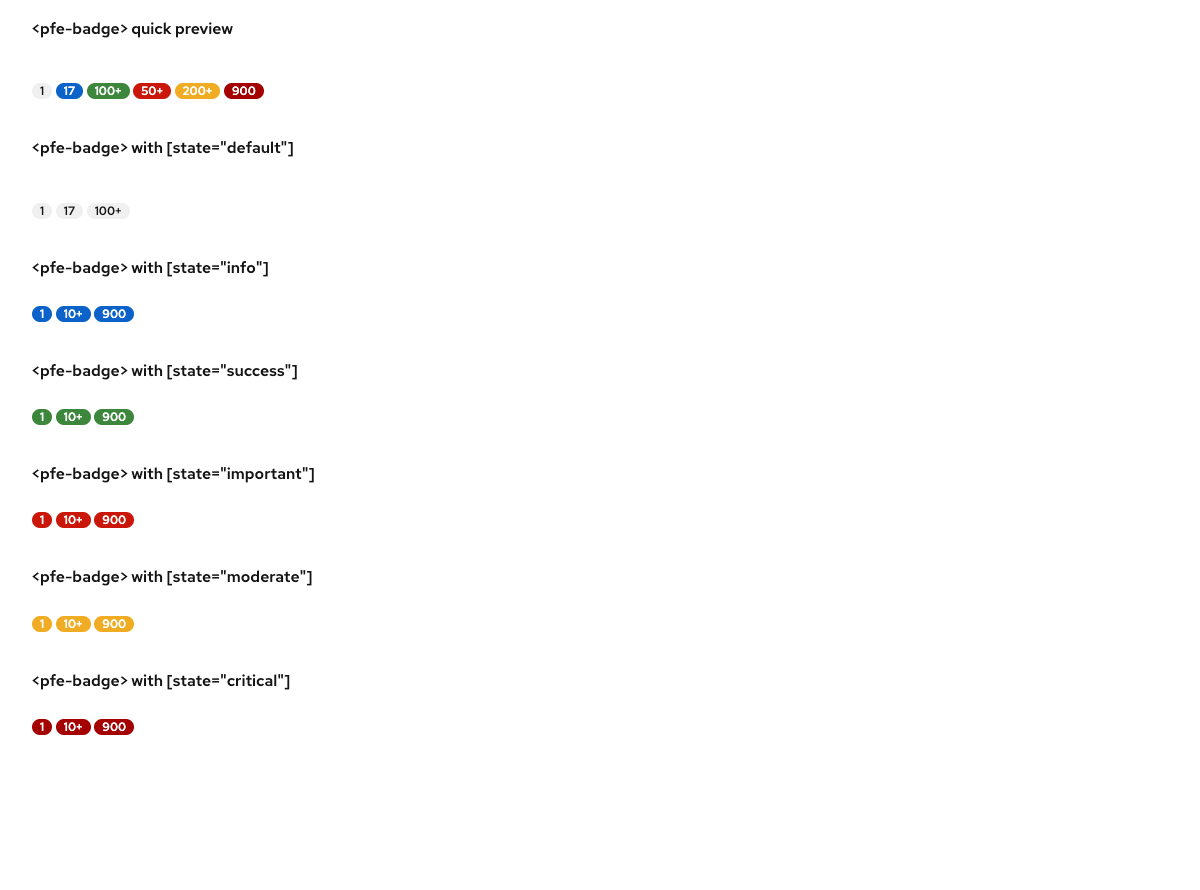 <pfe-badge> quick preview
1 17 100+ 50+ 200+ 900
<pfe-badge> with [state="default"]
1 17 100+
<pfe-badge> with [state="info"]
1 10+ 900
<pfe-badge> with [state="success"]
1 10+ 900
<pfe-badge> with [state="important"]
1 10+ 900
<pfe-badge> with [state="moderate"]
1 10+ 900
<pfe-badge> with [state="critical"]
1 10+ 900